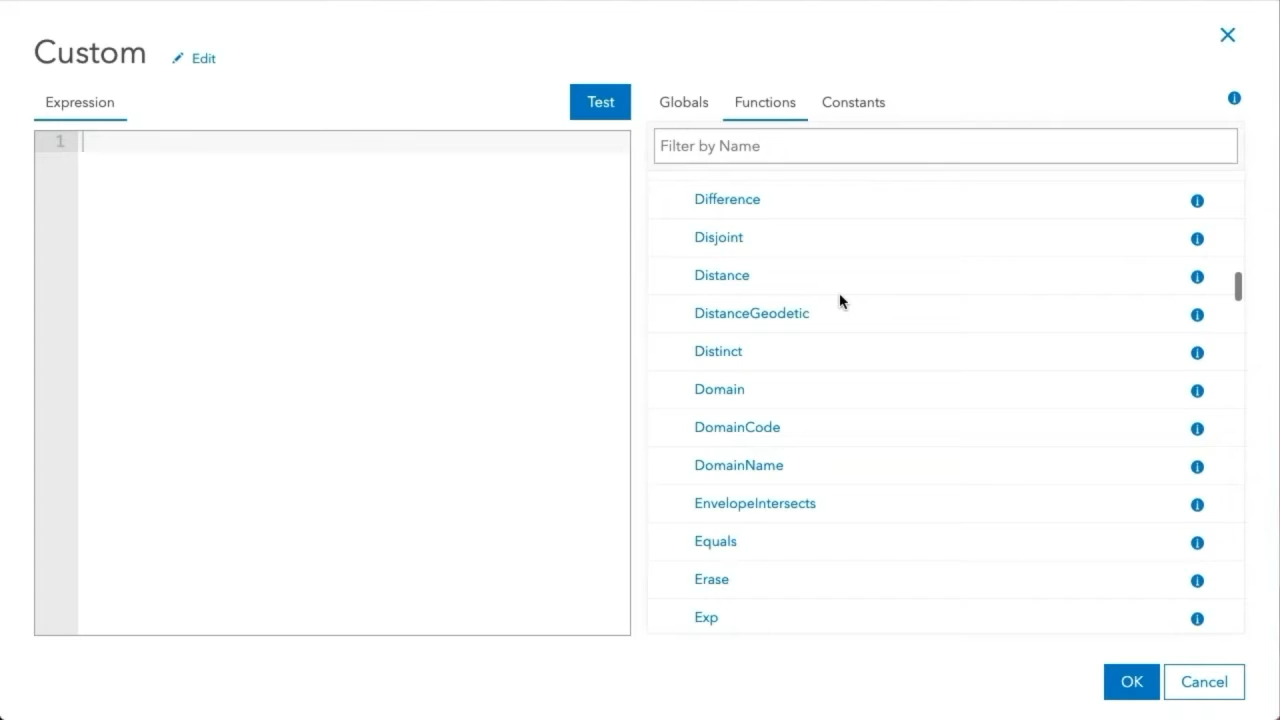 Custom
Edit
Expression
Test
1
Globals
Functions
Constants
Filter by Name
Difference
Disjoint
Distance
DistanceGeodetic
Distinct
Domain
DomainCode
DomainName
EnvelopeIntersects
Equals
Erase
Exp
OK
Cancel